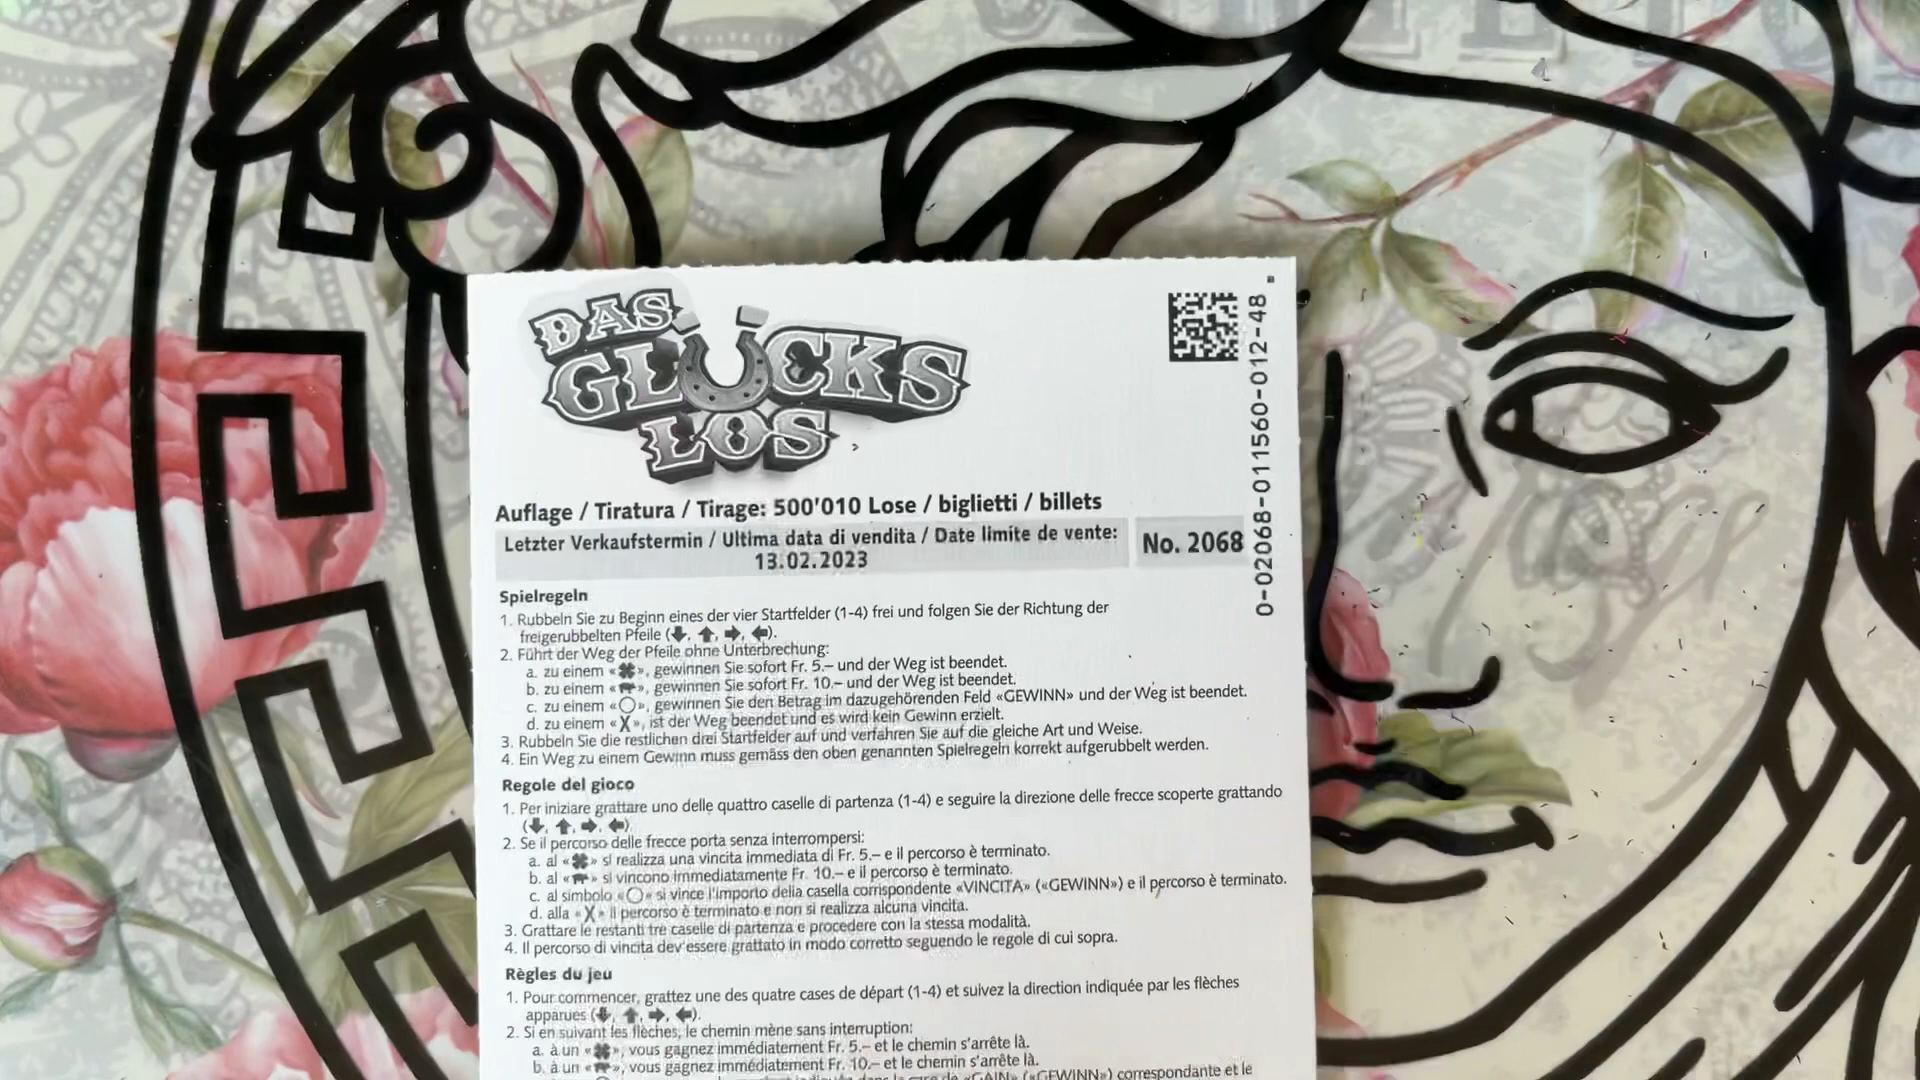 DAS
GLÜCKS
LOS
Auflage / Tiratura / Tirage: 500'010 Lose / biglietti / billets
Letzter Verkaufstermin / Ultima data di vendita / Date limite de vente:
13.02.2023
No. 2068
0-02068-011560-012-48
Spielregeln
1. Rubbeln Sie zu Beginn eines der vier Startfelder (1-4) frei und folgen Sie der Richtung der
freigerubbelten Pfeile (🡇, 🡅, 🡆, 🡄).
2. Führt der Weg der Pfeile ohne Unterbrechung:
a. zu einem «🍀», gewinnen Sie sofort Fr. 5.– und der Weg ist beendet.
b. zu einem «🐖», gewinnen Sie sofort Fr. 10.– und der Weg ist beendet.
c. zu einem «◯», gewinnen Sie den Betrag im dazugehörenden Feld «GEWINN» und der Weg ist beendet.
d. zu einem «X», ist der Weg beendet und es wird kein Gewinn erzielt.
3. Rubbeln Sie die restlichen drei Startfelder auf und verfahren Sie auf die gleiche Art und Weise.
4. Ein Weg zu einem Gewinn muss gemäss den oben genannten Spielregeln korrekt aufgerubbelt werden.
Regole del gioco
1. Per iniziare grattare uno delle quattro caselle di partenza (1-4) e seguire la direzione delle frecce scoperte grattando
(🡇, 🡅, 🡆, 🡄).
2. Se il percorso delle frecce porta senza interrompersi:
a. al «🍀» si realizza una vincita immediata di Fr. 5.– e il percorso è terminato.
b. al «🐖» si vincono immediatamente Fr. 10.– e il percorso è terminato.
c. al simbolo «◯» si vince l'importo della casella corrispondente «VINCITA» («GEWINN») e il percorso è terminato.
d. alla «X» il percorso è terminato e non si realizza alcuna vincita.
3. Grattare le restanti tre caselle di partenza e procedere con la stessa modalità.
4. Il percorso di vincita dev'essere grattato in modo corretto seguendo le regole di cui sopra.
Règles du jeu
1. Pour commencer, grattez une des quatre cases de départ (1-4) et suivez la direction indiquée par les flèches
apparues (🡇, 🡅, 🡆, 🡄).
2. Si en suivant les flèches, le chemin mène sans interruption:
a. à un «🍀», vous gagnez immédiatement Fr. 5.– et le chemin s'arrête là.
b. à un «🐖», vous gagnez immédiatement Fr. 10.– et le chemin s'arrête là.
«GAIN» («GEWINN») correspondante et le